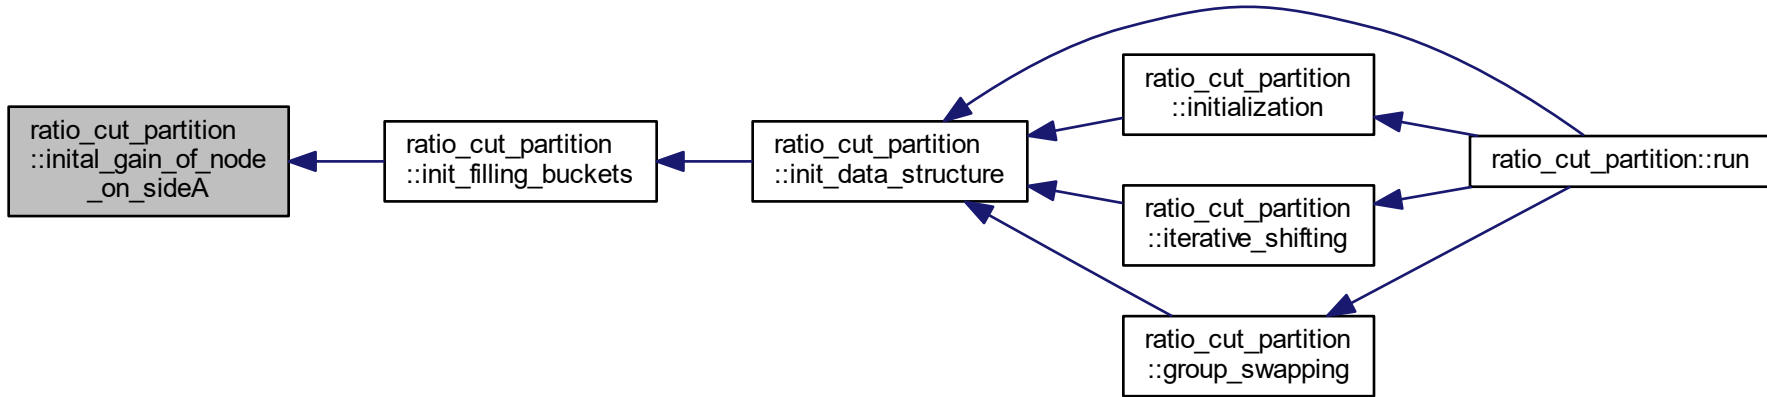 ratio_cut_partition
::inital_gain_of_node
_on_sideA
ratio_cut_partition
::init_filling_buckets
ratio_cut_partition
::init_data_structure
ratio_cut_partition
::initialization
ratio_cut_partition
::iterative_shifting
ratio_cut_partition
::group_swapping
ratio_cut_partition::run